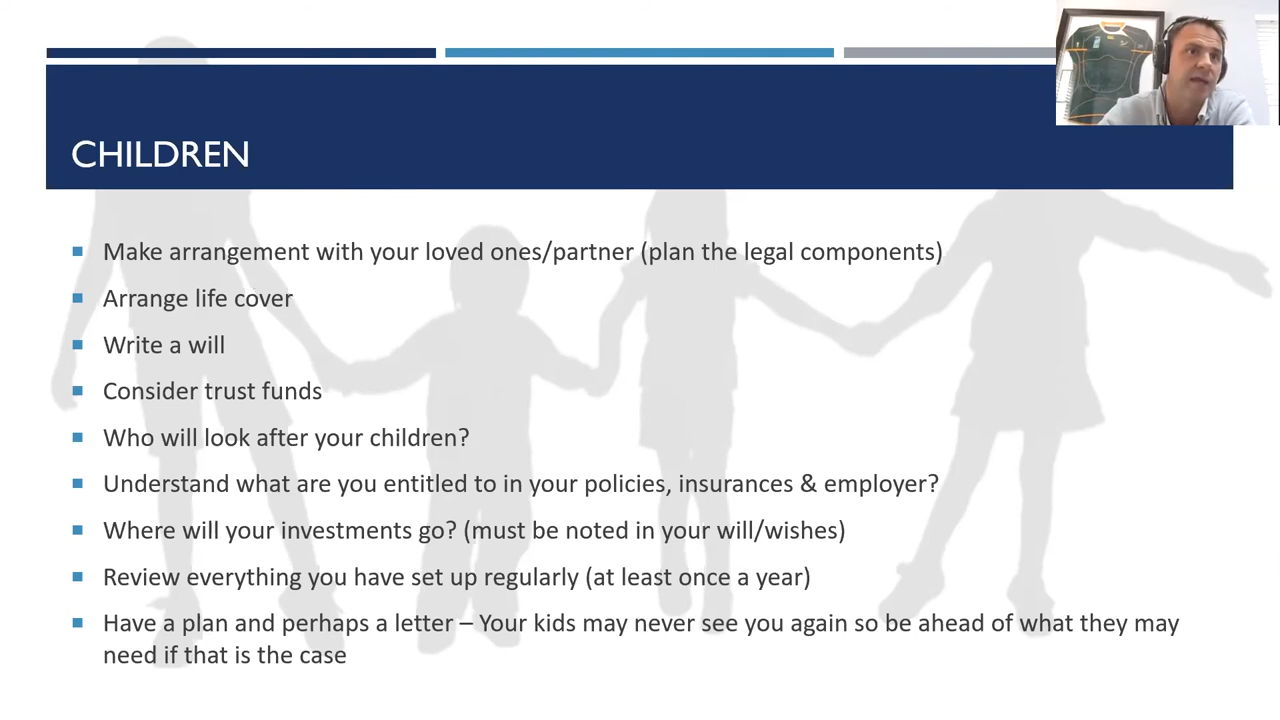 CHILDREN
Make arrangement with your loved ones/partner (plan the legal components)
Arrange life cover
Write a will
Consider trust funds
Who will look after your children?
Understand what are you entitled to in your policies, insurances & employer?
Where will your investments go? (must be noted in your will/wishes)
Review everything you have set up regularly (at least once a year)
Have a plan and perhaps a letter – Your kids may never see you again so be ahead of what they may
need if that is the case